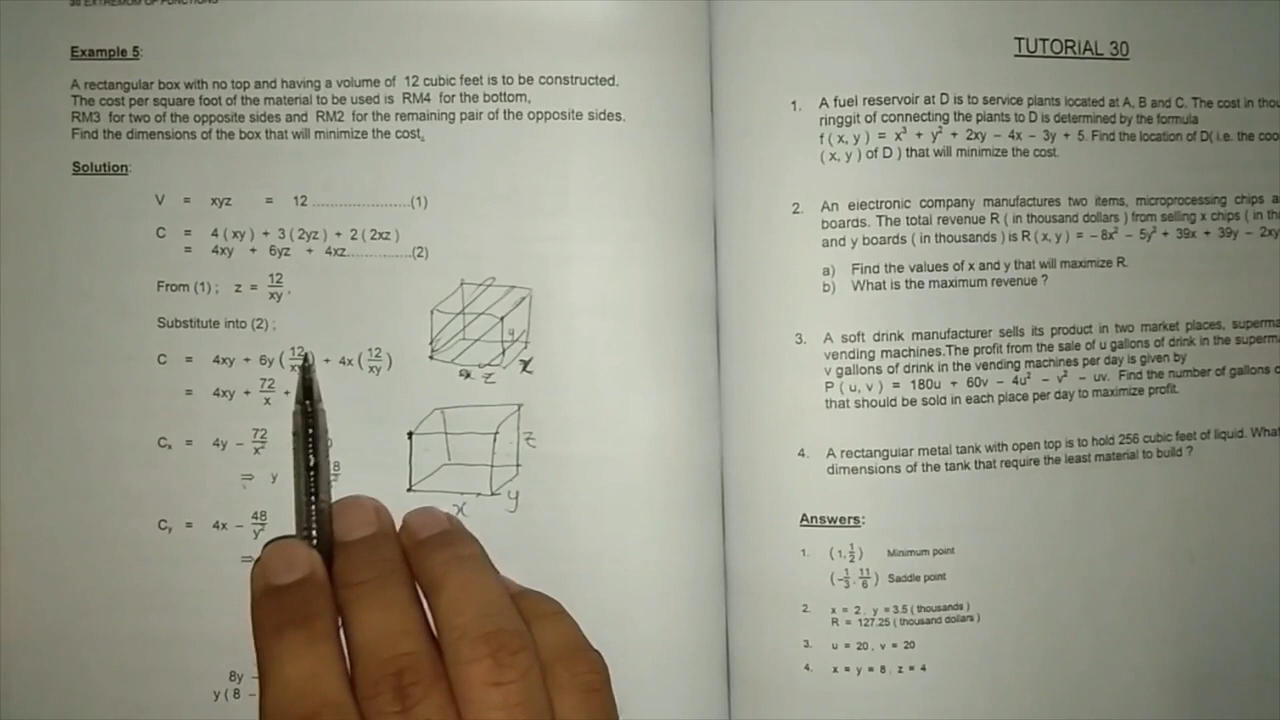 30 EXTREMUM OF FUNCTIONS
Example 5:
A rectangular box with no top and having a volume of 12 cubic feet is to be constructed.
The cost per square foot of the material to be used is RM4 for the bottom,
RM3 for two of the opposite sides and RM2 for the remaining pair of the opposite sides.
Find the dimensions of the box that will minimize the cost.
Solution:
V = xyz = 12 ......................(1)
C = 4 ( xy ) + 3 ( 2yz ) + 2 ( 2xz )
= 4xy + 6yz + 4xz................(2)
From (1) ; z = 12/xy .
Substitute into (2) ;
C = 4xy + 6y ( 12/xy ) + 4x ( 12/xy )
= 4xy + 72/x +
Cx = 4y − 72/x²
⇒ y 8
Cy = 4x − 48/y²
⇒
8y −
y ( 8 −
y
x z x
z
x y
TUTORIAL 30
1. A fuel reservoir at D is to service plants located at A, B and C. The cost in
ringgit of connecting the plants to D is determined by the formula
f ( x, y ) = x³ + y² + 2xy − 4x − 3y + 5. Find the location of D( i.e. the
( x, y ) of D ) that will minimize the cost.
2. An electronic company manufactures two items, microprocessing chips
boards. The total revenue R ( in thousand dollars ) from selling x chips ( in
and y boards ( in thousands ) is R ( x, y ) = − 8x² − 5y² + 39x + 39y − 2xy
a) Find the values of x and y that will maximize R.
b) What is the maximum revenue ?
3. A soft drink manufacturer sells its product in two market places,
vending machines.The profit from the sale of u gallons of drink in the
v gallons of drink in the vending machines per day is given by
P ( u, v ) = 180u + 60v − 4u² − v² − uv. Find the number of gallons
that should be sold in each place per day to maximize profit.
4. A rectangular metal tank with open top is to hold 256 cubic feet of liquid.
dimensions of the tank that require the least material to build ?
Answers:
1. ( 1, 1/2 ) Minimum point
( −1/3 , 11/6 ) Saddle point
2. x = 2 , y = 3.5 ( thousands )
R = 127.25 ( thousand dollars )
3. u = 20 , v = 20
4. x = y = 8 , z = 4